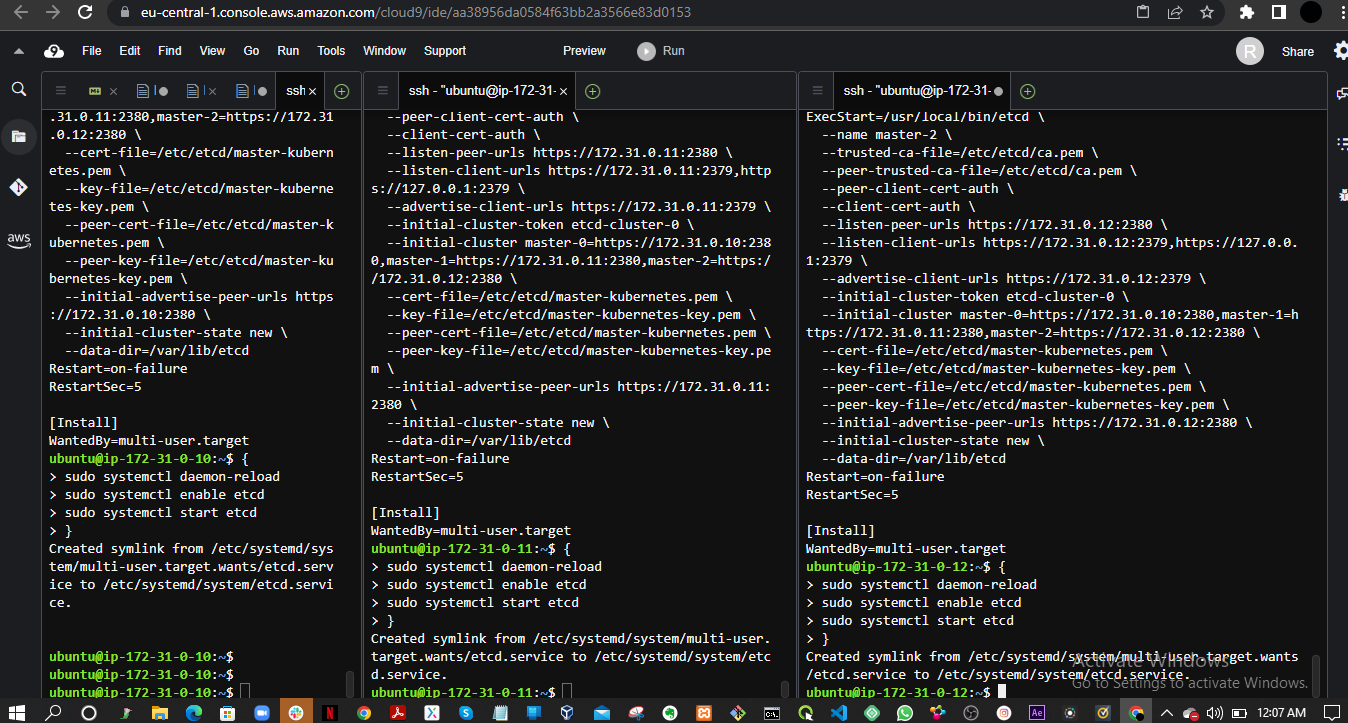 eu-central-1.console.aws.amazon.com/cloud9/ide/aa38956da0584f63bb2a3566e83d0153
9 File Edit Find View Go Run Tools Window Support Preview Run R Share
ssh
ssh - "ubuntu@ip-172-31-
ssh - "ubuntu@ip-172-31-
aws
.31.0.11:2380,master-2=https://172.31
.0.12:2380 \
--cert-file=/etc/etcd/master-kubern
etes.pem \
--key-file=/etc/etcd/master-kuberne
tes-key.pem \
--peer-cert-file=/etc/etcd/master-k
ubernetes.pem \
--peer-key-file=/etc/etcd/master-ku
bernetes-key.pem \
--initial-advertise-peer-urls https
://172.31.0.10:2380 \
--initial-cluster-state new \
--data-dir=/var/lib/etcd
Restart=on-failure
RestartSec=5
[Install]
WantedBy=multi-user.target
ubuntu@ip-172-31-0-10:~$ {
> sudo systemctl daemon-reload
> sudo systemctl enable etcd
> sudo systemctl start etcd
> }
Created symlink from /etc/systemd/sys
tem/multi-user.target.wants/etcd.serv
ice to /etc/systemd/system/etcd.servi
ce.
ubuntu@ip-172-31-0-10:~$
ubuntu@ip-172-31-0-10:~$
ubuntu@ip-172-31-0-10:~$
--peer-client-cert-auth \
--client-cert-auth \
--listen-peer-urls https://172.31.0.11:2380 \
--listen-client-urls https://172.31.0.11:2379,http
s://127.0.0.1:2379 \
--advertise-client-urls https://172.31.0.11:2379 \
--initial-cluster-token etcd-cluster-0 \
--initial-cluster master-0=https://172.31.0.10:238
0,master-1=https://172.31.0.11:2380,master-2=https:/
/172.31.0.12:2380 \
--cert-file=/etc/etcd/master-kubernetes.pem \
--key-file=/etc/etcd/master-kubernetes-key.pem \
--peer-cert-file=/etc/etcd/master-kubernetes.pem \
--peer-key-file=/etc/etcd/master-kubernetes-key.pe
m \
--initial-advertise-peer-urls https://172.31.0.11:
2380 \
--initial-cluster-state new \
--data-dir=/var/lib/etcd
Restart=on-failure
RestartSec=5
[Install]
WantedBy=multi-user.target
ubuntu@ip-172-31-0-11:~$ {
> sudo systemctl daemon-reload
> sudo systemctl enable etcd
> sudo systemctl start etcd
> }
Created symlink from /etc/systemd/system/multi-user.
target.wants/etcd.service to /etc/systemd/system/etc
d.service.
ubuntu@ip-172-31-0-11:~$
ExecStart=/usr/local/bin/etcd \
--name master-2 \
--trusted-ca-file=/etc/etcd/ca.pem \
--peer-trusted-ca-file=/etc/etcd/ca.pem \
--peer-client-cert-auth \
--client-cert-auth \
--listen-peer-urls https://172.31.0.12:2380 \
--listen-client-urls https://172.31.0.12:2379,https://127.0.0.
1:2379 \
--advertise-client-urls https://172.31.0.12:2379 \
--initial-cluster-token etcd-cluster-0 \
--initial-cluster master-0=https://172.31.0.10:2380,master-1=h
ttps://172.31.0.11:2380,master-2=https://172.31.0.12:2380 \
--cert-file=/etc/etcd/master-kubernetes.pem \
--key-file=/etc/etcd/master-kubernetes-key.pem \
--peer-cert-file=/etc/etcd/master-kubernetes.pem \
--peer-key-file=/etc/etcd/master-kubernetes-key.pem \
--initial-advertise-peer-urls https://172.31.0.12:2380 \
--initial-cluster-state new \
--data-dir=/var/lib/etcd
Restart=on-failure
RestartSec=5
[Install]
WantedBy=multi-user.target
ubuntu@ip-172-31-0-12:~$ {
> sudo systemctl daemon-reload
> sudo systemctl enable etcd
> sudo systemctl start etcd
> }
Created symlink from /etc/systemd/system/multi-user.target.wants
/etcd.service to /etc/systemd/system/etcd.service.
ubuntu@ip-172-31-0-12:~$
Activate Windows
Go to Settings to activate Windows.
12:07 AM